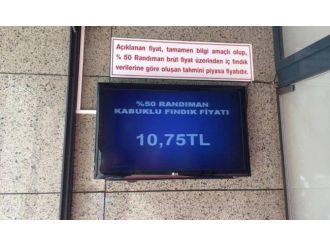 Açıklanan fiyat, tamamen bilgi amaçlı olup,
% 50 Randıman brüt fiyat üzerinden iç fındık
verilerine göre oluşan tahmini piyasa fiyatıdır.
%50 RANDIMAN
KABUKLU FINDIK FİYATI
10,75TL
LG